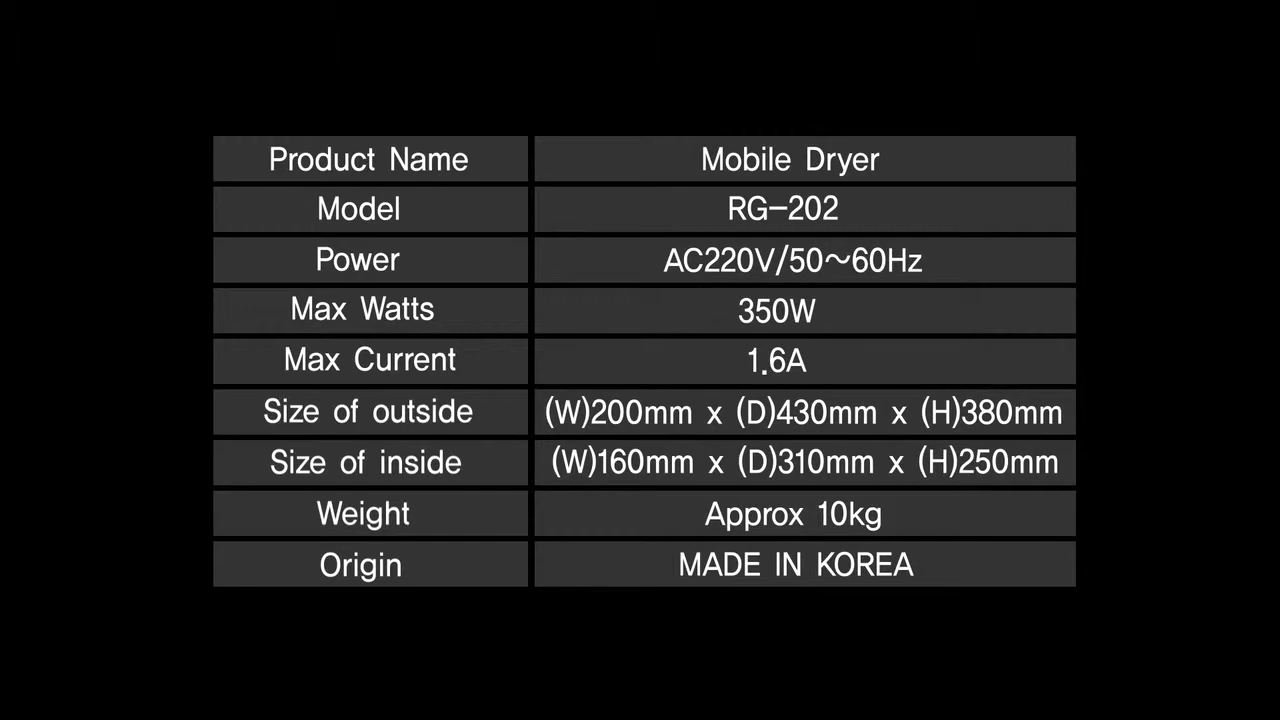 Product Name Mobile Dryer
Model RG-202
Power AC220V/50~60Hz
Max Watts 350W
Max Current 1.6A
Size of outside (W)200mm x (D)430mm x (H)380mm
Size of inside (W)160mm x (D)310mm x (H)250mm
Weight Approx 10kg
Origin MADE IN KOREA